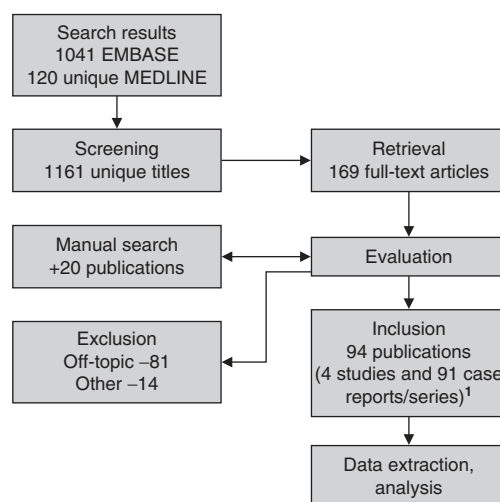 Search results
1041 EMBASE
120 unique MEDLINE
Screening
1161 unique titles
Retrieval
169 full-text articles
Manual search
+20 publications
Evaluation
Exclusion
Off-topic –81
Other –14
Inclusion
94 publications
(4 studies and 91 case
reports/series)1
Data extraction,
analysis